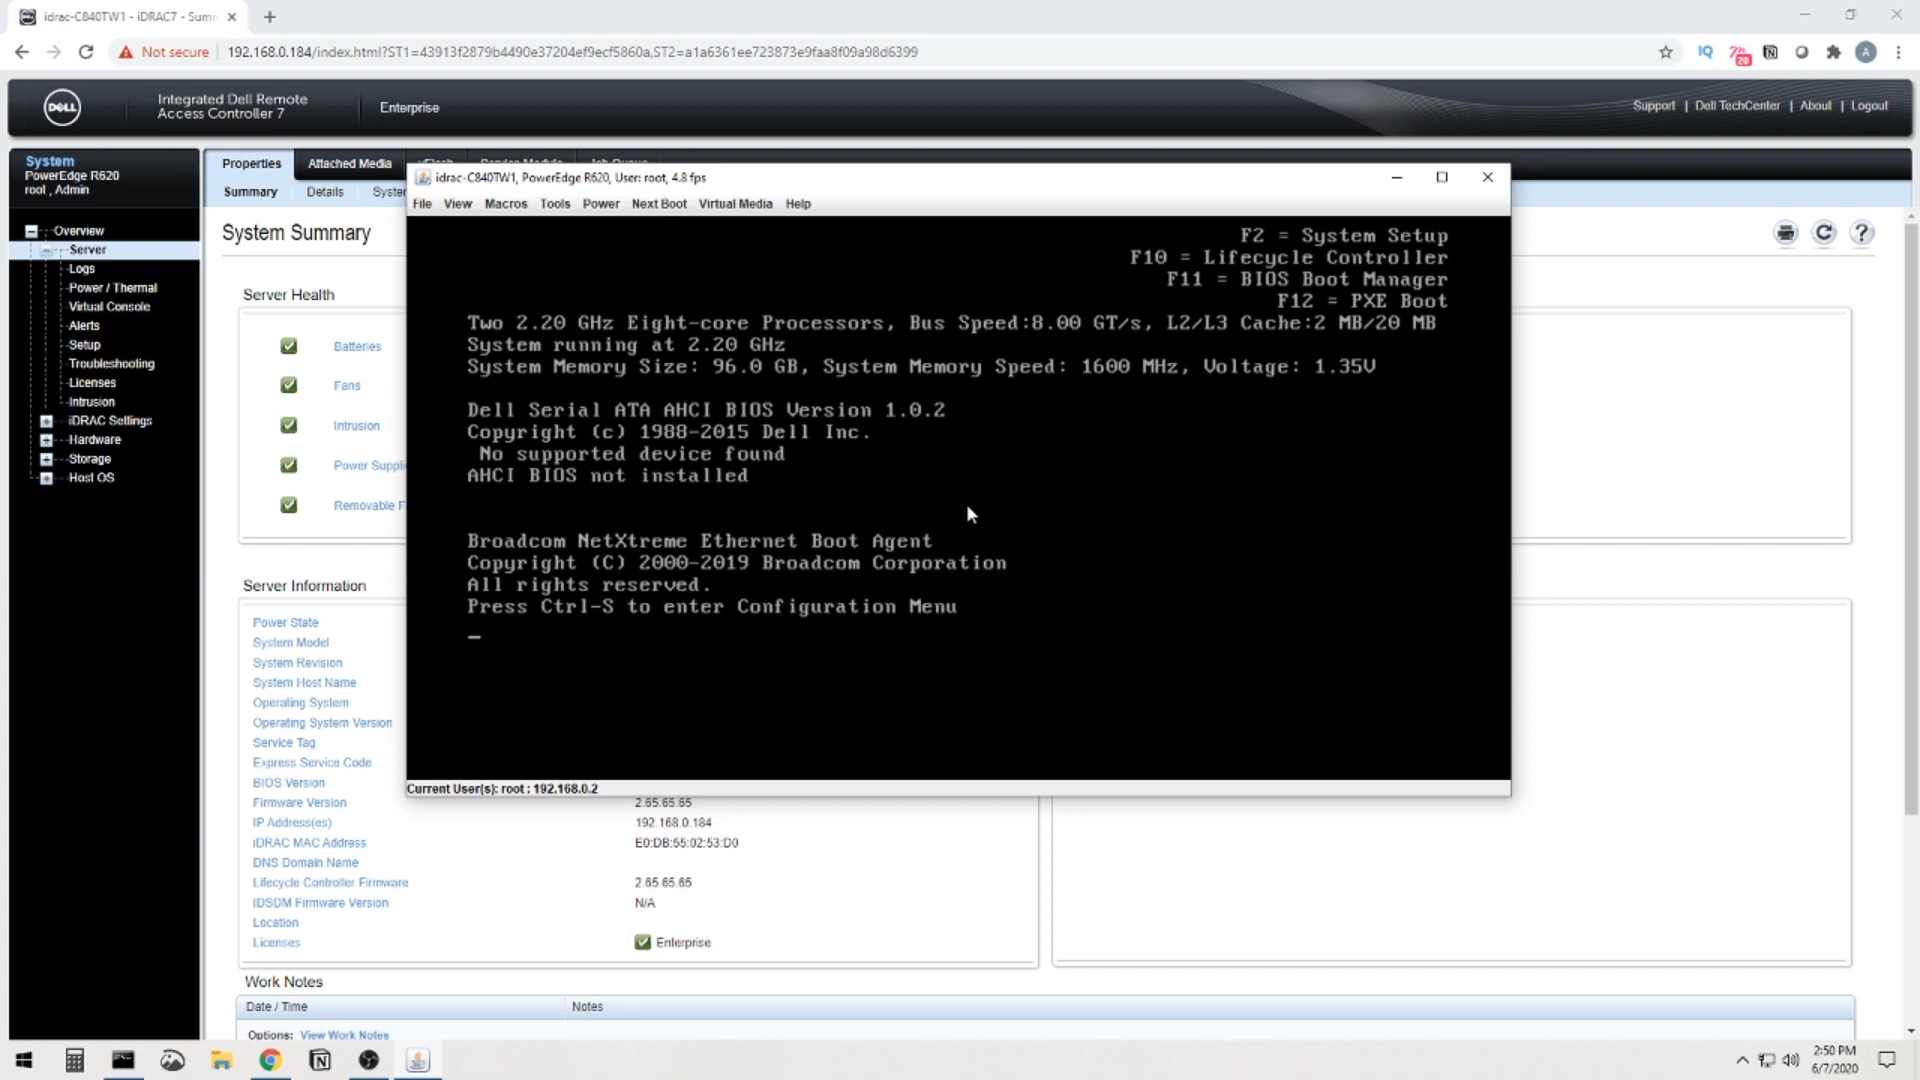 idrac-C840TW1 - iDRAC7 - Summ
Not secure
192.168.0.184/index.html?ST1=43913f2879b4490e37204ef9ecf5860a,ST2=a1a6361ee723873e9faa8f09a98d6399
IQ
20
A
DELL
Integrated Dell Remote
Access Controller 7
Enterprise
Support | Dell TechCenter | About | Logout
System
PowerEdge R620
root , Admin
Properties
Attached Media
Summary
Details
Overview
Server
Logs
Power / Thermal
Virtual Console
Alerts
Setup
Troubleshooting
Licenses
Intrusion
iDRAC Settings
Hardware
Storage
Host OS
System Summary
Server Health
Batteries
Fans
Intrusion
Power Suppli
Removable F
Server Information
Power State
System Model
System Revision
System Host Name
Operating System
Operating System Version
Service Tag
Express Service Code
BIOS Version
Firmware Version
2.65.65.65
IP Address(es)
192.168.0.184
iDRAC MAC Address
E0:DB:55:02:53:D0
DNS Domain Name
Lifecycle Controller Firmware
2.65.65.65
IDSDM Firmware Version
N/A
Location
Licenses
Enterprise
Work Notes
Date / Time
Notes
Options: View Work Notes
idrac-C840TW1, PowerEdge R620, User: root, 4.8 fps
File View Macros Tools Power Next Boot Virtual Media Help
F2 = System Setup
F10 = Lifecycle Controller
F11 = BIOS Boot Manager
F12 = PXE Boot
Two 2.20 GHz Eight-core Processors, Bus Speed:8.00 GT/s, L2/L3 Cache:2 MB/20 MB
System running at 2.20 GHz
System Memory Size: 96.0 GB, System Memory Speed: 1600 MHz, Voltage: 1.35V
Dell Serial ATA AHCI BIOS Version 1.0.2
Copyright (c) 1988-2015 Dell Inc.
No supported device found
AHCI BIOS not installed
Broadcom NetXtreme Ethernet Boot Agent
Copyright (C) 2000-2019 Broadcom Corporation
All rights reserved.
Press Ctrl-S to enter Configuration Menu
Current User(s): root : 192.168.0.2
2:50 PM
6/7/2020